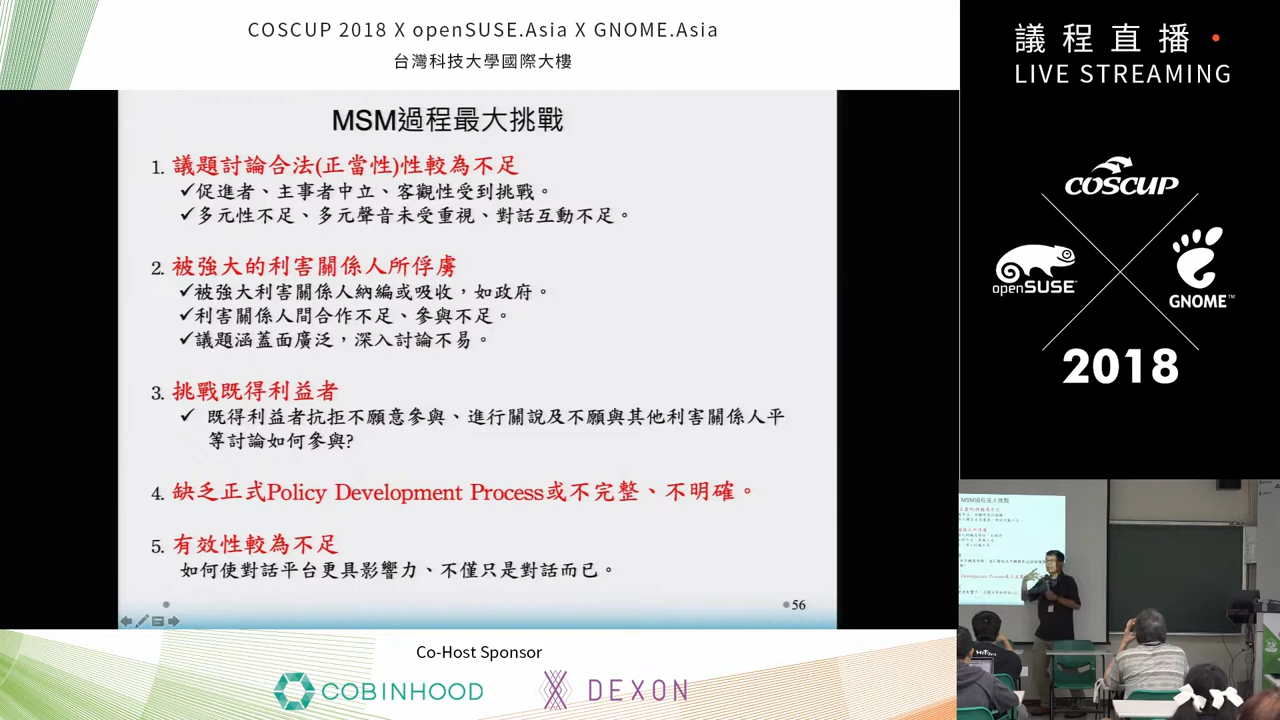 COSCUP 2018 X openSUSE.Asia X GNOME.Asia
台灣科技大學國際大樓
議程直播
LIVE STREAMING
MSM過程最大挑戰
1. 議題討論合法(正當性)性較為不足
✓促進者、主事者中立、客觀性受到挑戰。
✓多元性不足、多元聲音未受重視、對話互動不足。
2. 被強大的利害關係人所俘虜
✓被強大利害關係人納編或吸收，如政府。
✓利害關係人間合作不足、參與不足。
✓議題涵蓋面廣泛，深入討論不易。
3. 挑戰既得利益者
✓ 既得利益者抗拒不願意參與、進行關說及不願與其他利害關係人平
等討論如何參與?
4. 缺乏正式Policy Development Process或不完整、不明確。
5. 有效性較為不足
如何使對話平台更具影響力、不僅只是對話而已。
56
COSCUP
openSUSE
GNOME
2018
MSM過程最大挑戰
Co-Host Sponsor
COBINHOOD
DEXON